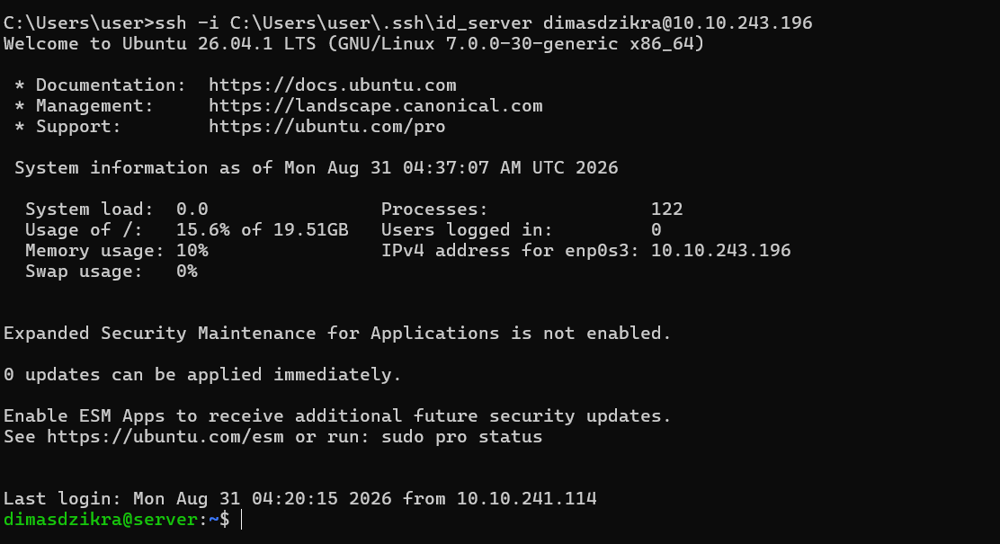 C:\Users\user>ssh -i C:\Users\user\.ssh\id_server dimasdzikra@10.10.243.196
Welcome to Ubuntu 26.04.1 LTS (GNU/Linux 7.0.0-30-generic x86_64)
* Documentation:  https://docs.ubuntu.com
* Management:     https://landscape.canonical.com
* Support:        https://ubuntu.com/pro
System information as of Mon Aug 31 04:37:07 AM UTC 2026
System load:  0.0                Processes:               122
Usage of /:   15.6% of 19.51GB   Users logged in:         0
Memory usage: 10%                IPv4 address for enp0s3: 10.10.243.196
Swap usage:   0%
Expanded Security Maintenance for Applications is not enabled.
0 updates can be applied immediately.
Enable ESM Apps to receive additional future security updates.
See https://ubuntu.com/esm or run: sudo pro status
Last login: Mon Aug 31 04:20:15 2026 from 10.10.241.114
dimasdzikra@server:~$